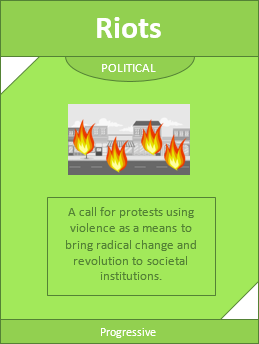 Riots
POLITICAL
A call for protests using
violence as a means to
bring radical change and
revolution to societal
institutions.
Progressive